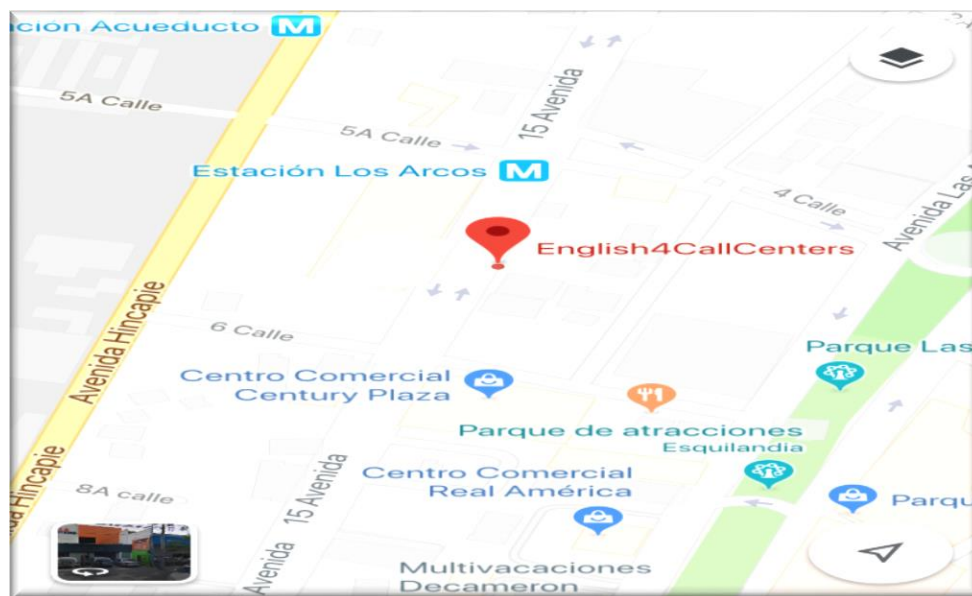 ción Acueducto M
5A Calle
15 Avenida
5A Calle
Estación Los Arcos M
4 Calle
Avenida Las
English4CallCenters
Avenida Hincapie
6 Calle
Parque Las
Centro Comercial
Century Plaza
Parque de atracciones
Esquilandia
Centro Comercial
Real América
15 Avenida
8A calle
a Hincapie
Parqu
Avenida
Multivacaciones
Decameron